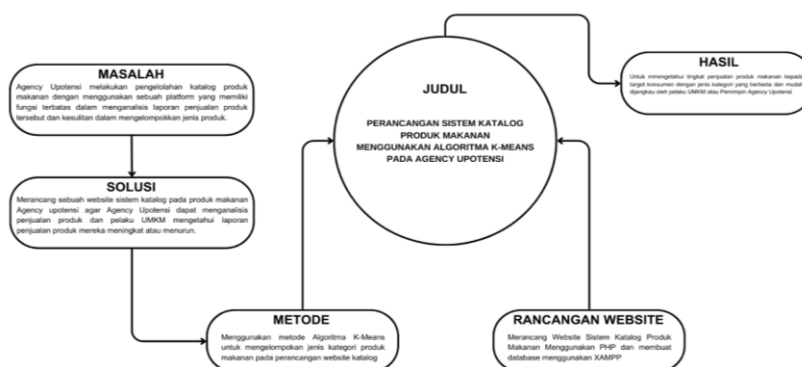 MASALAH
Agency Upotensi melakukan pengelolahan katalog produk
makanan dengan menggunakan sebuah platform yang memiliki
fungsi terbatas dalam menganalisis laporan penjualan produk
tersebut dan kesulitan dalam mengelompokkan jenis produk.
SOLUSI
Merancang sebuah website sistem katalog pada produk makanan
Agency upotensi agar Agency Upotensi dapat menganalisis
penjualan produk dan pelaku UMKM mengetahui laporan
penjualan produk mereka meningkat atau menurun.
METODE
Menggunakan metode Algoritma K-Means
untuk mengelompokan jenis kategori produk
makanan pada perancangan website katalog
JUDUL
PERANCANGAN SISTEM KATALOG
PRODUK MAKANAN
MENGGUNAKAN ALGORITMA K-MEANS
PADA AGENCY UPOTENSI
RANCANGAN WEBSITE
Merancang Website Sistem Katalog Produk
Makanan Menggunakan PHP dan membuat
database menggunakan XAMPP
HASIL
Untuk mmengetahui tingkat penjualan produk makanan kepada
target konsumen dengan jenis kategori yang berbeda dan mudah
dijangkau oleh pelaku UMKM atau Pemimpin Agency Upotensi